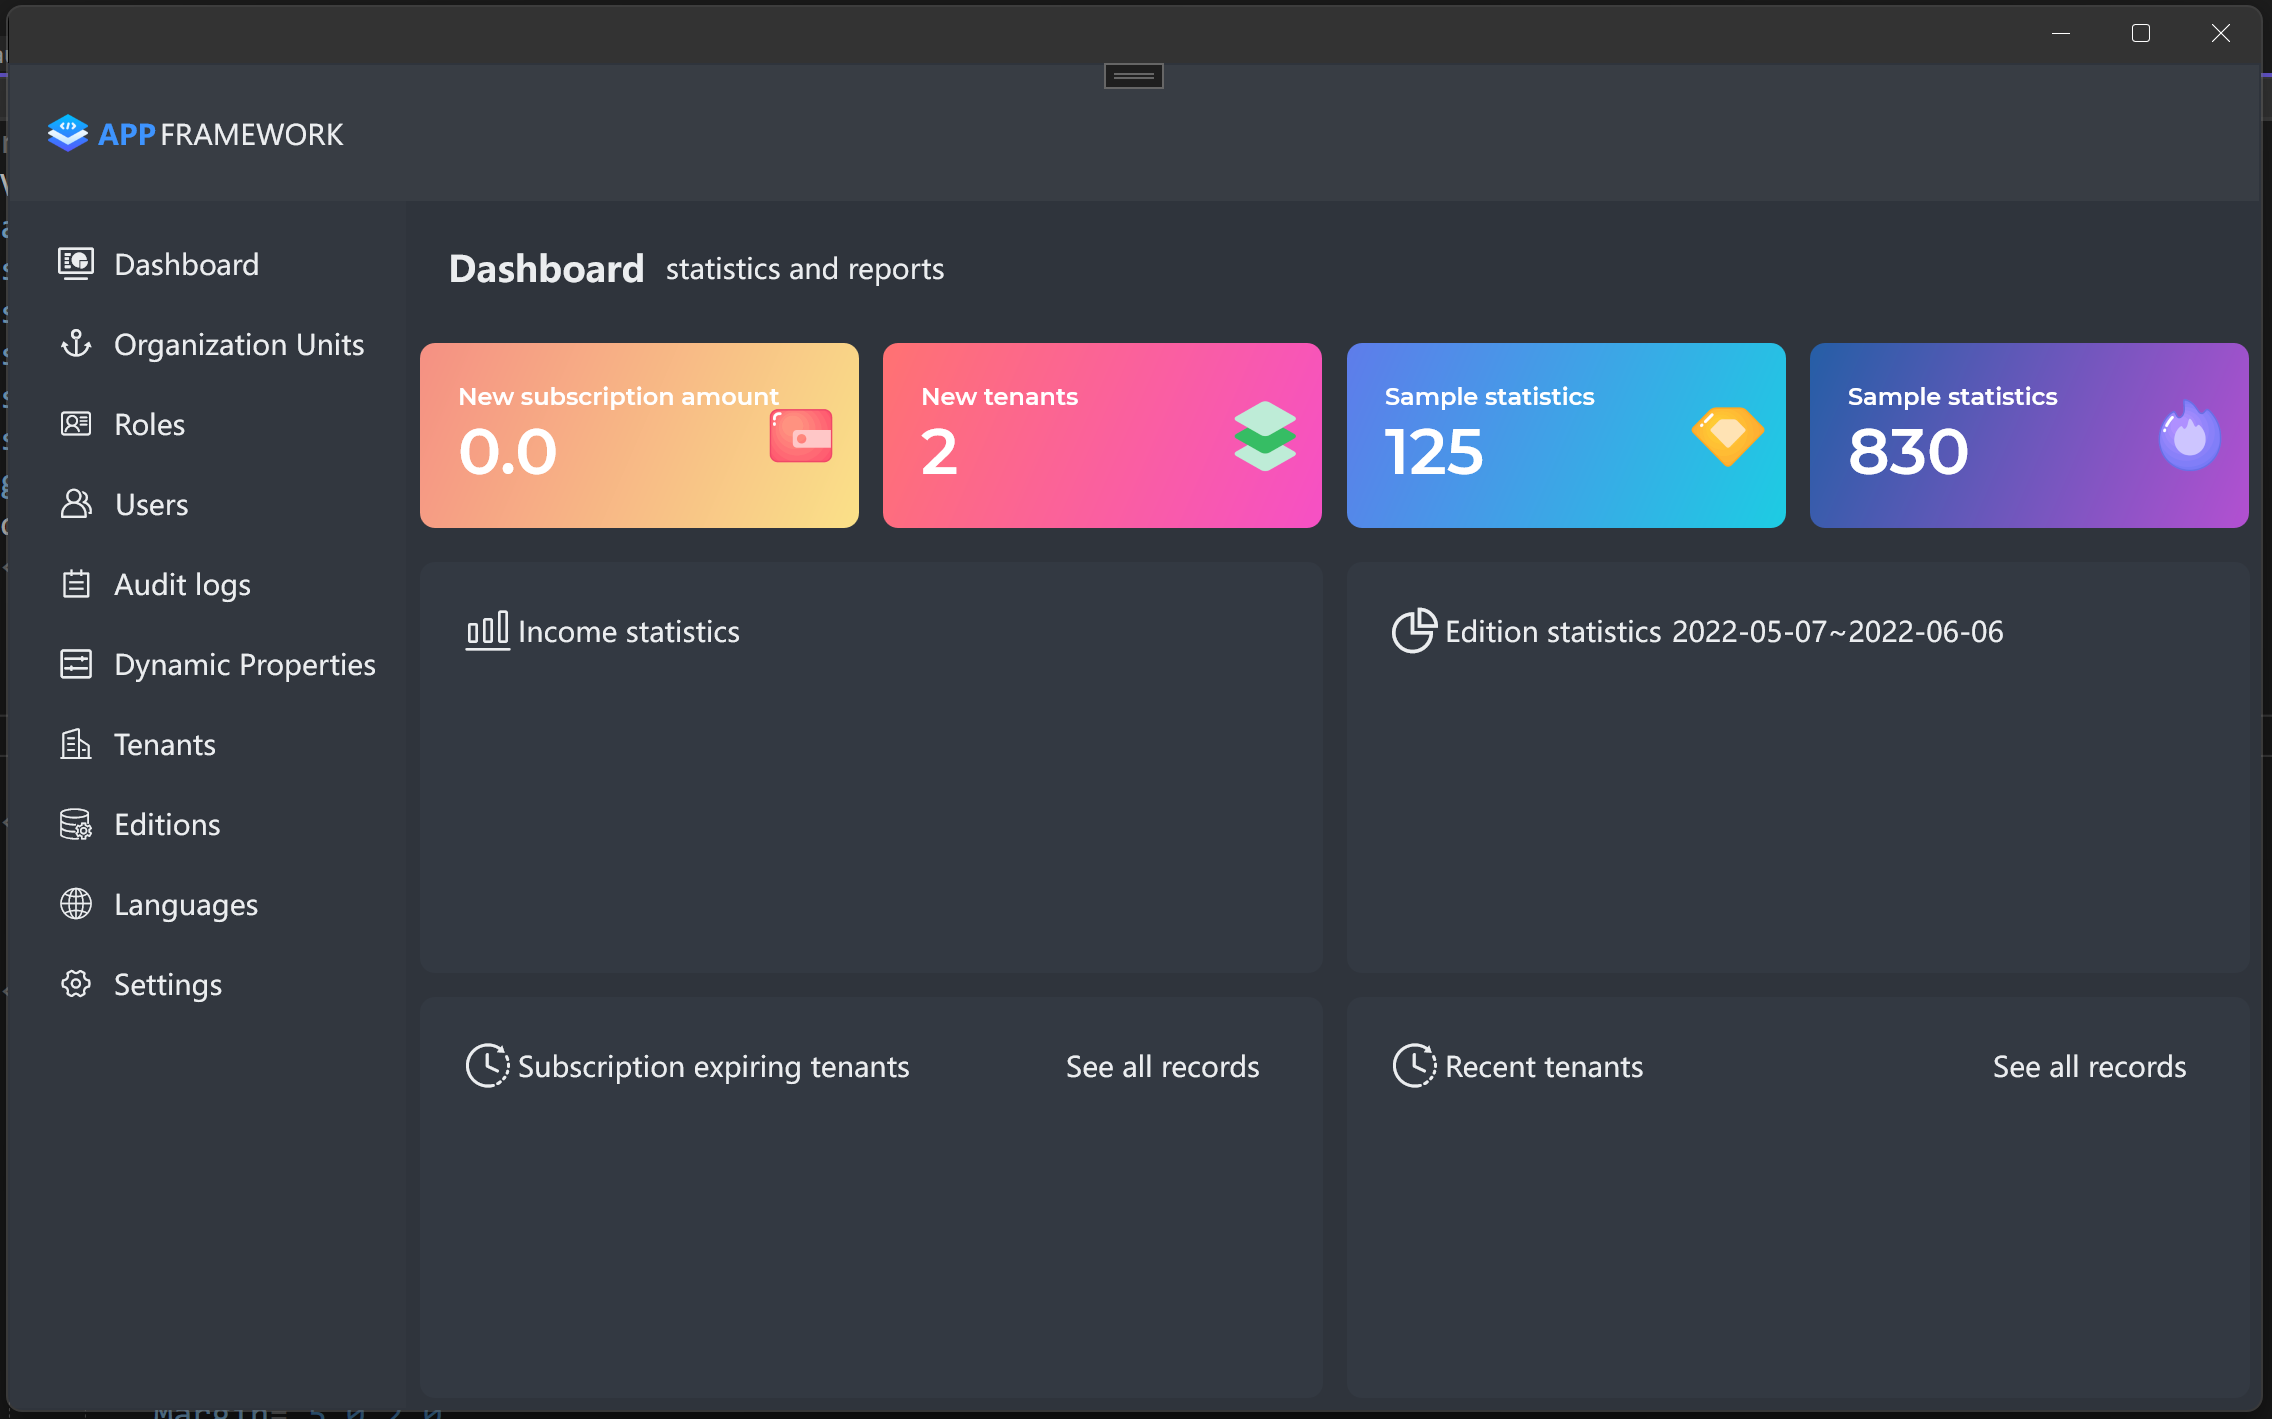 APP FRAMEWORK
Dashboard
Organization Units
Roles
Users
Audit logs
Dynamic Properties
Tenants
Editions
Languages
Settings
Dashboard statistics and reports
New subscription amount
0.0
New tenants
2
Sample statistics
125
Sample statistics
830
Income statistics
Edition statistics 2022-05-07~2022-06-06
Subscription expiring tenants See all records
Recent tenants See all records